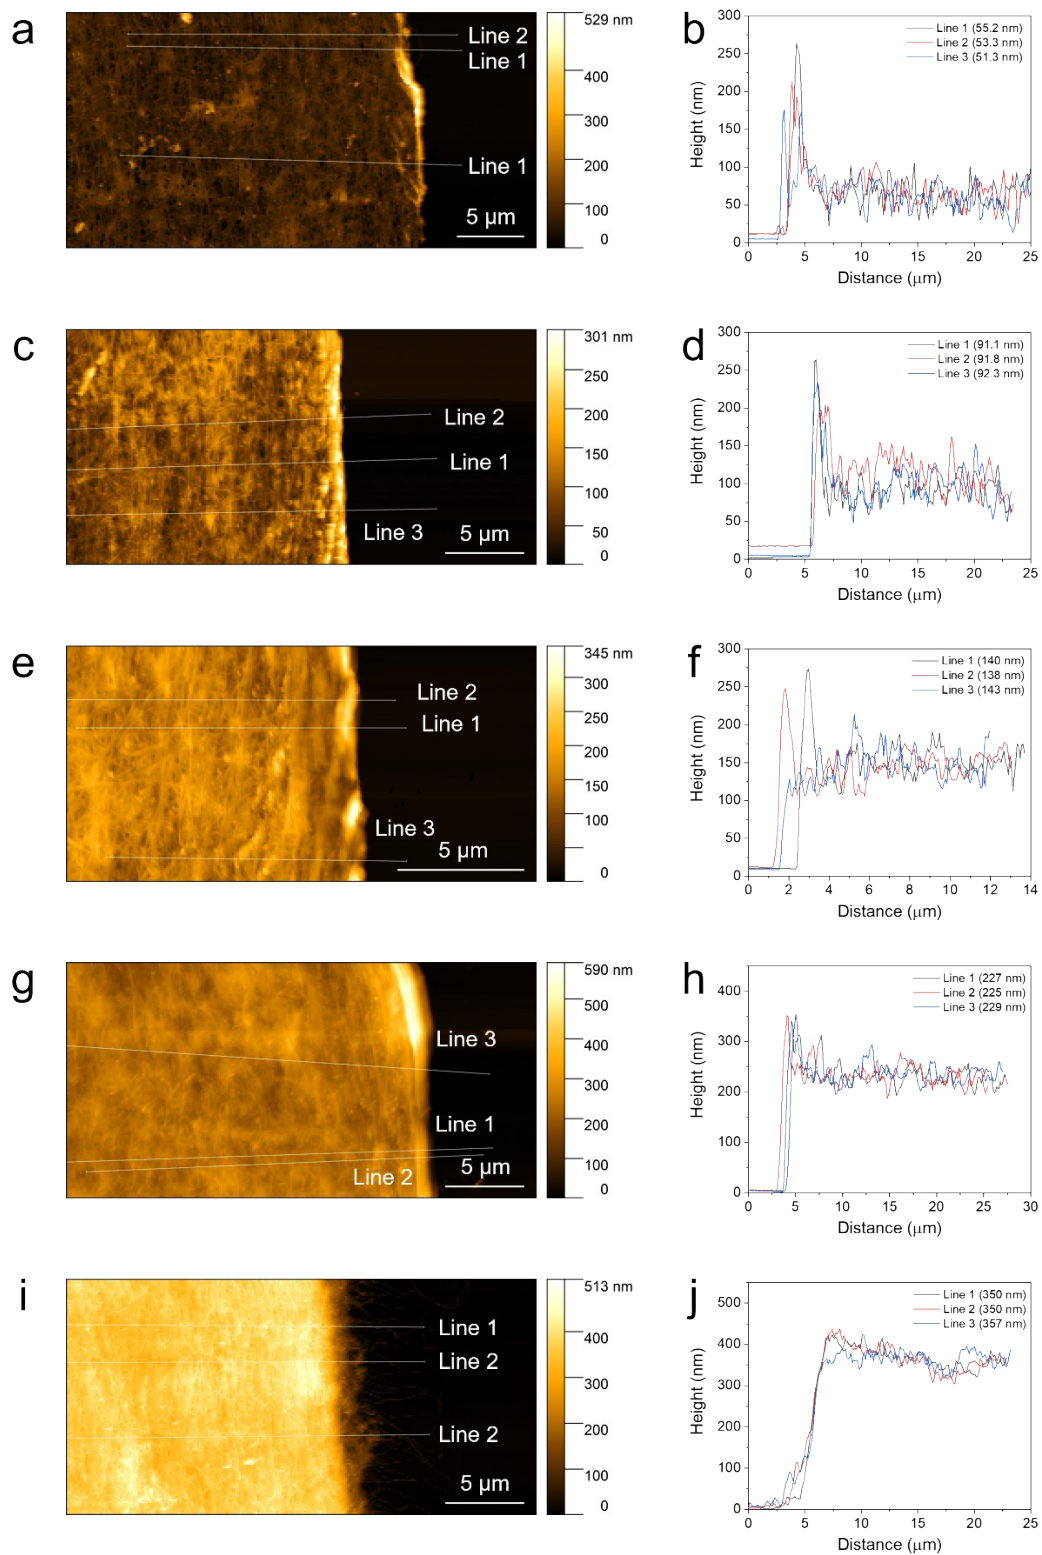 a
Line 2
Line 1
Line 1
5 µm
529 nm
400
300
200
100
0
b
Height (nm)
300
250
200
150
100
50
0
0 5 10 15 20 25
Distance (µm)
Line 1 (55.2 nm)
Line 2 (53.3 nm)
Line 3 (51.3 nm)
c
Line 2
Line 1
Line 3
5 µm
301 nm
250
200
150
100
50
0
d
Height (nm)
300
250
200
150
100
50
0
0 5 10 15 20 25
Distance (µm)
Line 1 (91.1 nm)
Line 2 (91.8 nm)
Line 3 (92.3 nm)
e
Line 2
Line 1
Line 3
5 µm
345 nm
300
250
200
150
100
0
f
Height (nm)
300
250
200
150
100
50
0
0 2 4 6 8 10 12 14
Distance (µm)
Line 1 (140 nm)
Line 2 (138 nm)
Line 3 (143 nm)
g
Line 3
Line 1
Line 2
5 µm
590 nm
500
400
300
200
100
0
h
Height (nm)
400
300
200
100
0
0 5 10 15 20 25 30
Distance (µm)
Line 1 (227 nm)
Line 2 (225 nm)
Line 3 (229 nm)
i
Line 1
Line 2
Line 2
5 µm
513 nm
400
300
200
100
0
j
Height (nm)
500
400
300
200
100
0
0 5 10 15 20 25
Distance (µm)
Line 1 (350 nm)
Line 2 (350 nm)
Line 3 (357 nm)